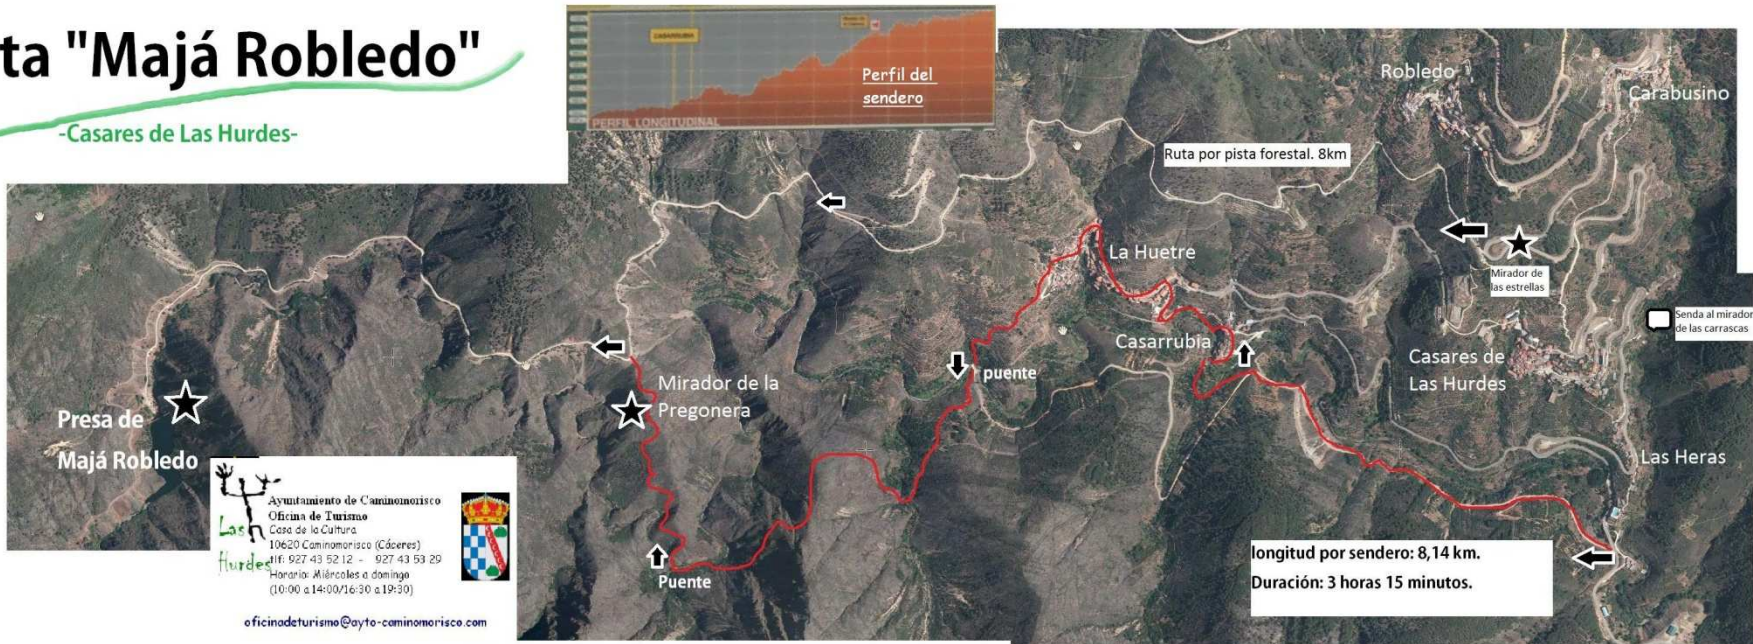 ta "Majá Robledo"
-Casares de Las Hurdes-
CASARRUBIA
Perfil del
sendero
PERFIL LONGITUDINAL
Robledo
Carabusino
Ruta por pista forestal. 8km
La Huetre
Mirador de
las estrellas
Senda al mirador
de las carrascas
Casarrubia
Casares de
Las Hurdes
puente
Mirador de la
Pregonera
Presa de
Majá Robledo
Las Heras
Puente
Las
Hurdes
Ayuntamiento de Caminomorisco
Oficina de Turismo
Casa de la Cultura
10620 Caminomorisco (Cáceres)
tlf: 927 43 52 12 - 927 43 53 29
Horario: Miércoles a domingo
(10:00 a 14:00/16:30 a 19:30)
oficinadeturismo@ayto-caminomorisco.com
longitud por sendero: 8,14 km.
Duración: 3 horas 15 minutos.